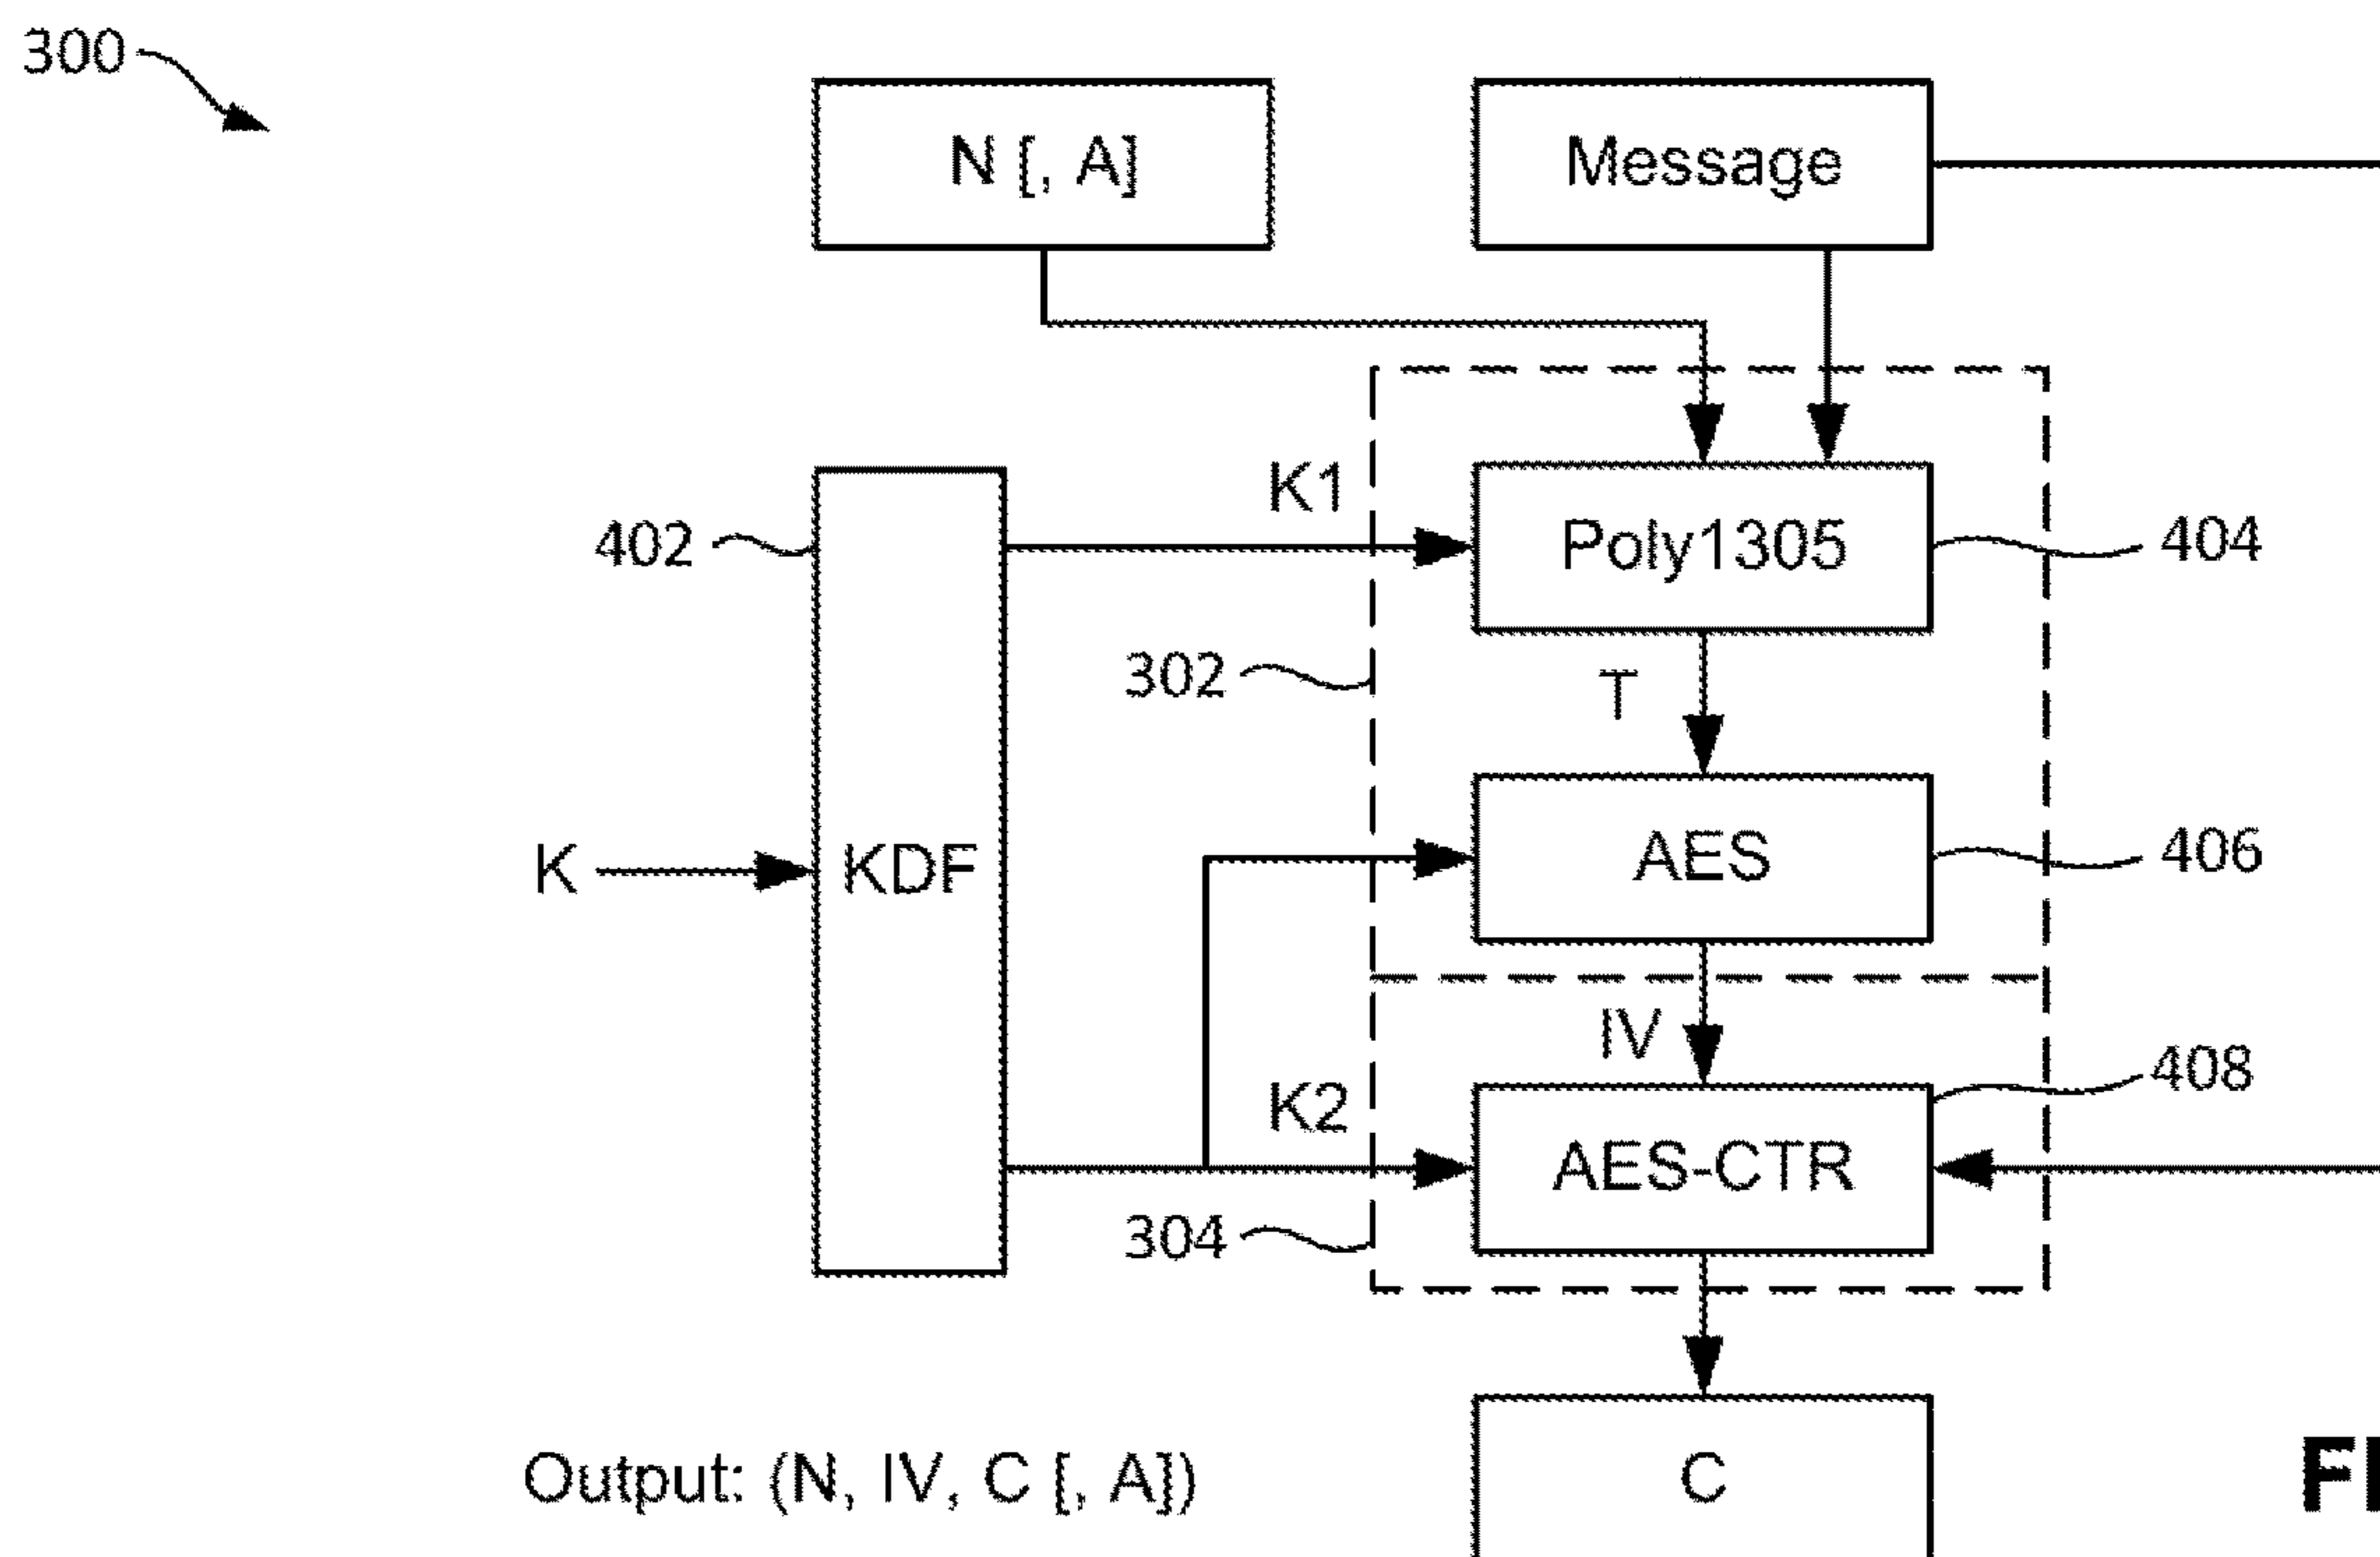 300
N [, A]
Message
K1
402
Poly1305
404
302
T
K
KDF
AES
406
IV
K2
408
AES-CTR
304
Output: (N, IV, C [, A])
C